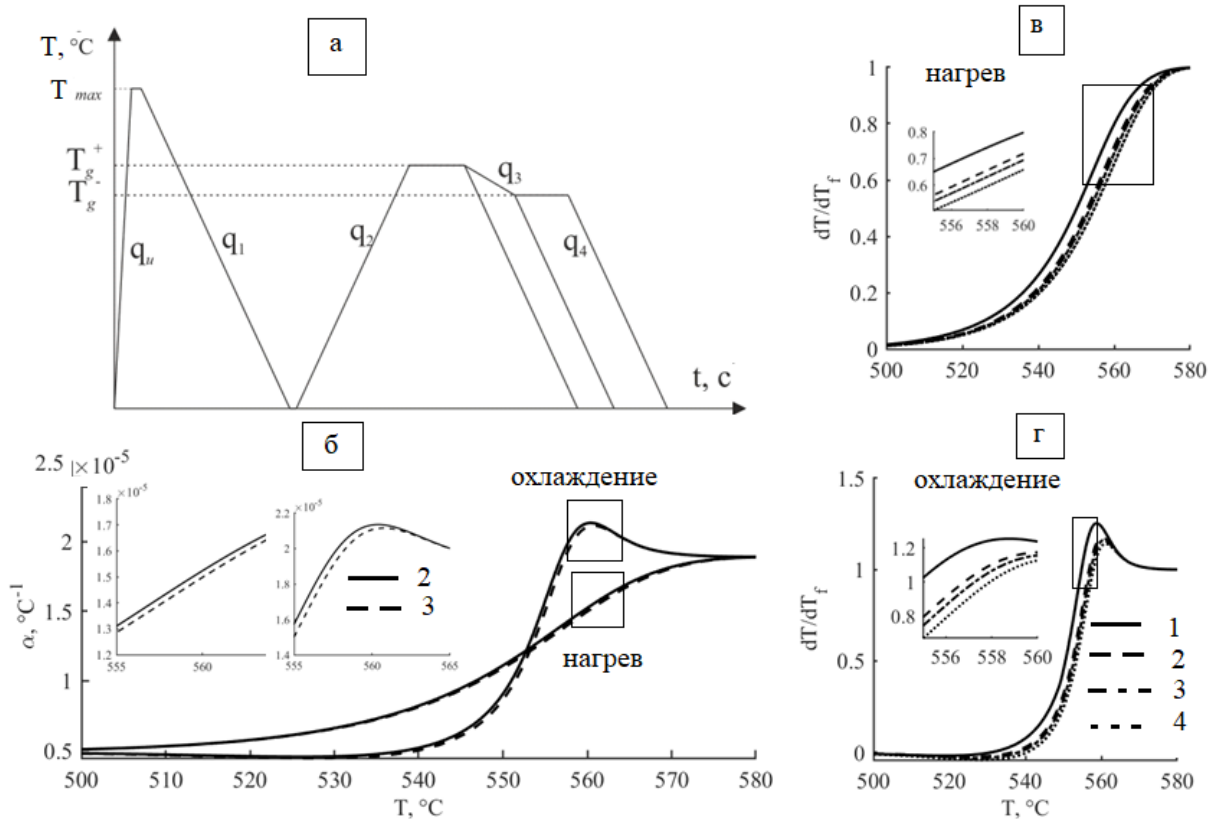 а
T, °C
T max
T g +
T g -
q u
q 1
q 2
q 3
q 4
t, c
в
нагрев
dT/dT f
1
0.8
0.6
0.4
0.2
0
0.8
0.7
0.6
556 558 560
500 520 540 560 580
б
2.5 |×10 -5
2
1.5
1
0.5
α, °C -1
охлаждение
нагрев
×10 -5
1.8
1.7
1.6
1.5
1.4
1.3
1.2
555 560
×10 -5
2.2
2.1
2
1.8
1.6
1.4
555 560 565
2
3
500 510 520 530 540 550 560 570 580
T, °C
г
охлаждение
dT/dT f
1.5
1
0.5
0
1.2
1
0.8
556 558 560
1
2
3
4
500 520 540 560 580
T, °C